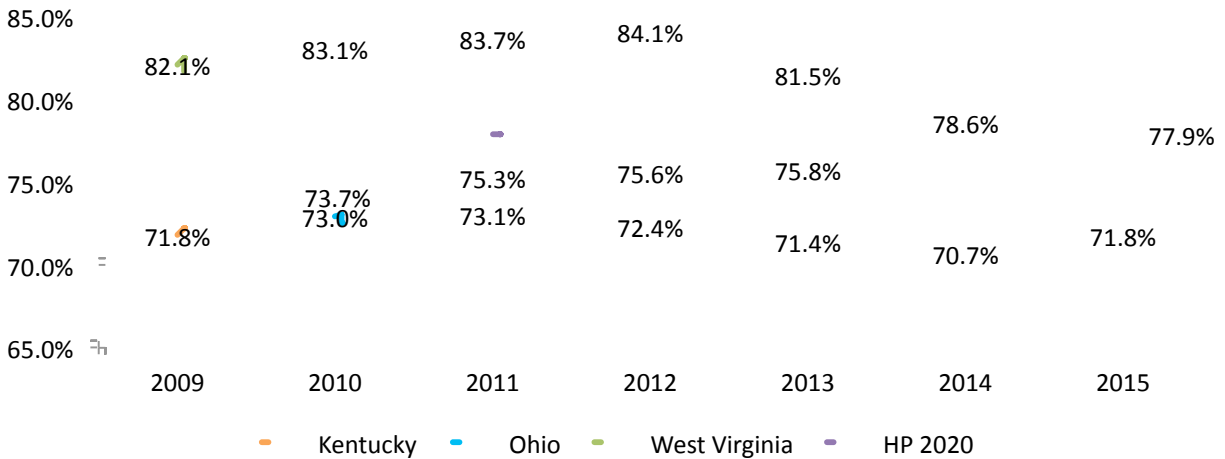 85.0%
82.1% 83.1% 83.7% 84.1% 81.5%
80.0%
78.6% 77.9%
75.0%
73.7% 75.3% 75.6% 75.8%
71.8% 73.0% 73.1% 72.4% 71.4% 70.7% 71.8%
70.0%
65.0%
2009 2010 2011 2012 2013 2014 2015
Kentucky Ohio West Virginia HP 2020